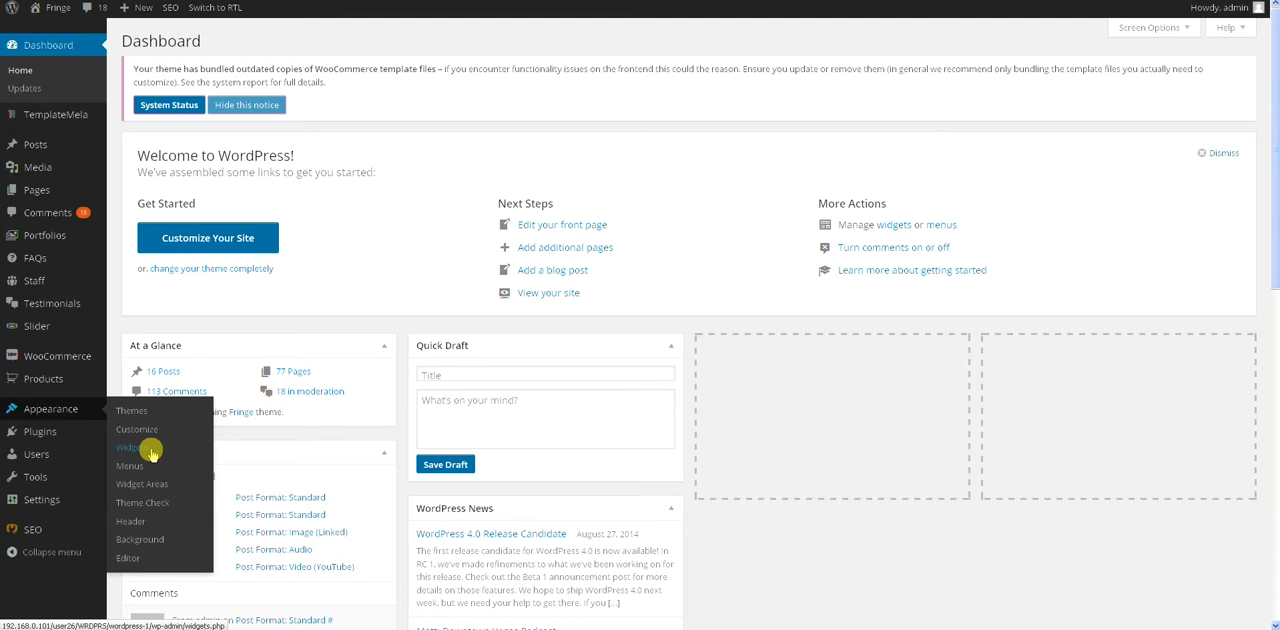 Fringe 18 New SEO Switch to RTL Howdy, admin
Dashboard
Home
Updates
TemplateMela
Posts
Media
Pages
Comments 18
Portfolios
FAQs
Staff
Testimonials
Slider
WooCommerce
Products
Appearance
Plugins
Users
Tools
Settings
SEO
Collapse menu
Themes
Customize
Menus
Widget Areas
Theme Check
Header
Background
Editor
Dashboard
Screen Options Help
Your theme has bundled outdated copies of WooCommerce template files – if you encounter functionality issues on the frontend this could the reason. Ensure you update or remove them (in general we recommend only bundling the template files you actually need to
customize). See the system report for full details.
System Status Hide this notice
Welcome to WordPress!
Dismiss
We've assembled some links to get you started:
Get Started
Customize Your Site
or, change your theme completely
Next Steps
Edit your front page
Add additional pages
Add a blog post
View your site
More Actions
Manage widgets or menus
Turn comments on or off
Learn more about getting started
At a Glance
16 Posts 77 Pages
113 Comments 18 in moderation
Fringe theme.
Post Format: Standard
Post Format: Standard
Post Format: Image (Linked)
Post Format: Audio
Post Format: Video (YouTube)
Comments
From admin on Post Format: Standard #
Quick Draft
Title
What's on your mind?
Save Draft
WordPress News
WordPress 4.0 Release Candidate August 27, 2014
The first release candidate for WordPress 4.0 is now available! In
RC 1, we've made refinements to what we've been working on for
this release. Check out the Beta 1 announcement post for more
details on those features. We hope to ship WordPress 4.0 next
week, but we need your help to get there. If you [...]
192.168.0.101/user26/WRDPRS/wordpress-1/wp-admin/widgets.php